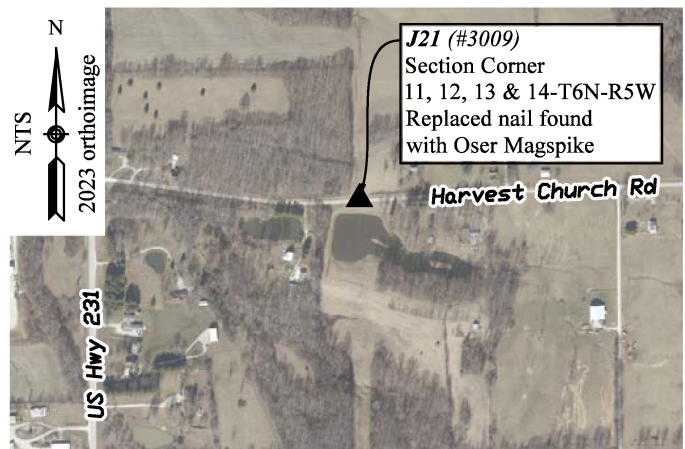 N
NTS
2023 orthoimage
J21 (#3009)
Section Corner
11, 12, 13 & 14-T6N-R5W
Replaced nail found
with Oser Magspike
Harvest Church Rd
US Hwy 231